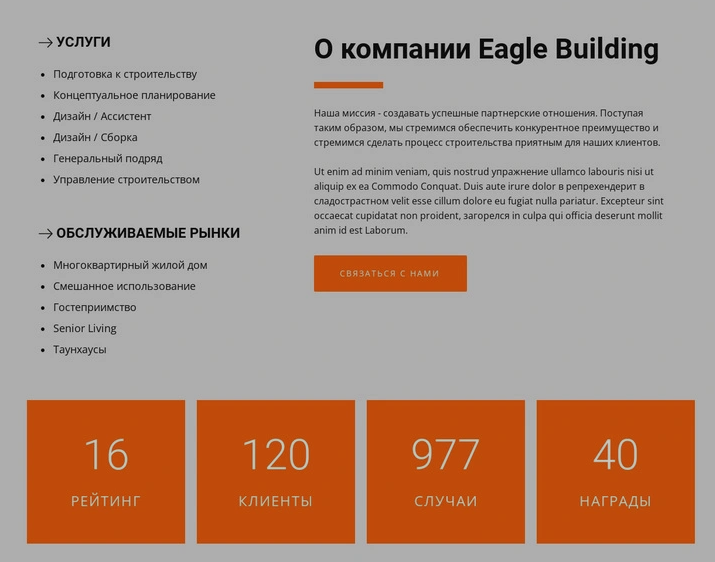 УСЛУГИ
Подготовка к строительству
Концептуальное планирование
Дизайн / Ассистент
Дизайн / Сборка
Генеральный подряд
Управление строительством
ОБСЛУЖИВАЕМЫЕ РЫНКИ
Многоквартирный жилой дом
Смешанное использование
Гостеприимство
Senior Living
Таунхаусы
О компании Eagle Building
Наша миссия - создавать успешные партнерские отношения. Поступая
таким образом, мы стремимся обеспечить конкурентное преимущество и
стремимся сделать процесс строительства приятным для наших клиентов.
Ut enim ad minim veniam, quis nostrud упражнение ullamco labouris nisi ut
aliquip ex ea Commodo Conquat. Duis aute irure dolor в репрехендерит в
сладострастном velit esse cillum dolore eu fugiat nulla pariatur. Excepteur sint
occaecat cupidatat non proident, загорелся in culpa qui officia deserunt mollit
anim id est Laborum.
СВЯЗАТЬСЯ С НАМИ
16
РЕЙТИНГ
120
КЛИЕНТЫ
977
СЛУЧАИ
40
НАГРАДЫ